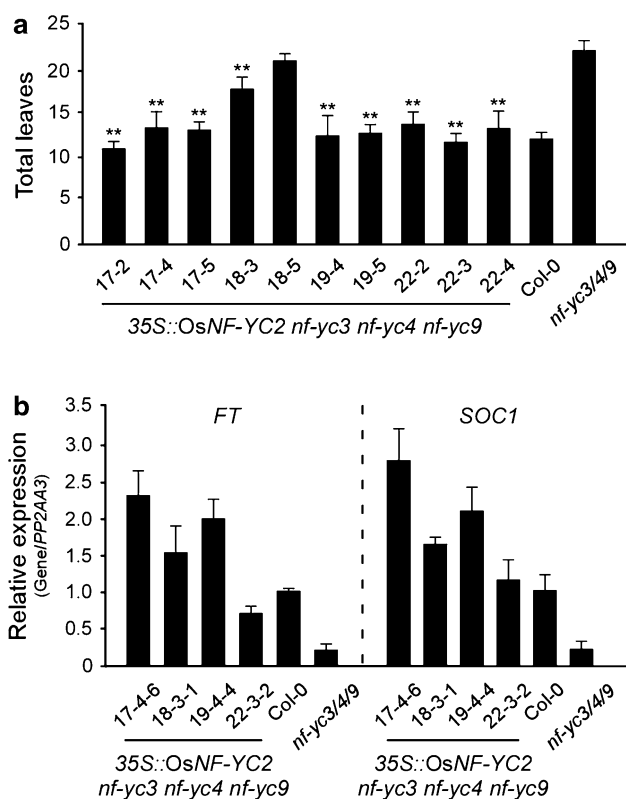 a
Total leaves
25
20
15
10
5
0
** ** ** ** ** ** ** ** **
17-2 17-4 17-5 18-3 18-5 19-4 19-5 22-2 22-3 22-4 Col-0 nf-yc3/4/9
35S::OsNF-YC2 nf-yc3 nf-yc4 nf-yc9
b
Relative expression
(Gene/PP2AA3)
3.5
3.0
2.5
2.0
1.5
1.0
0.5
0
FT SOC1
17-4-6 18-3-1 19-4-4 22-3-2 Col-0 nf-yc3/4/9 17-4-6 18-3-1 19-4-4 22-3-2 Col-0 nf-yc3/4/9
35S::OsNF-YC2 35S::OsNF-YC2
nf-yc3 nf-yc4 nf-yc9 nf-yc3 nf-yc4 nf-yc9